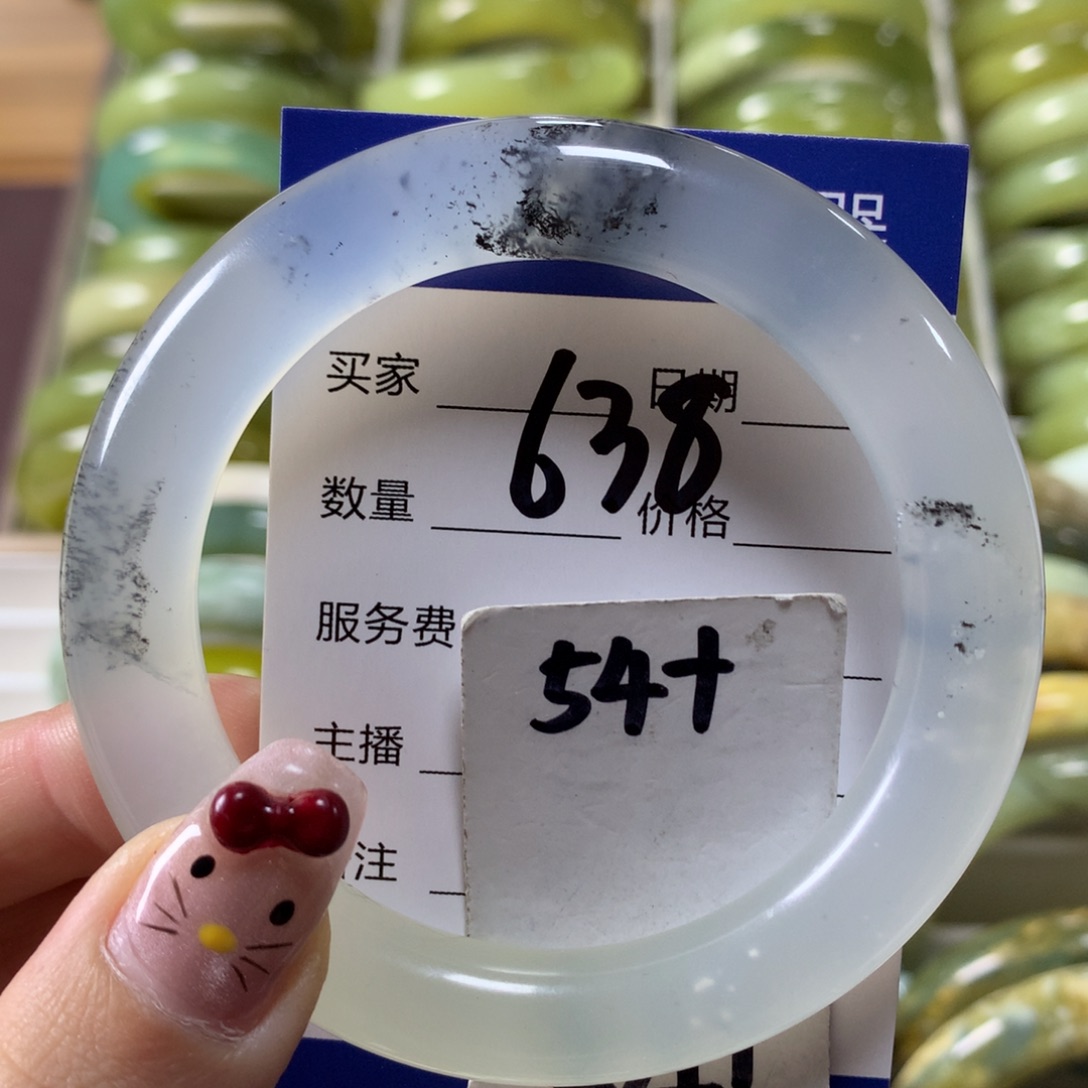 638
买家 日期
数量 价格
服务费
54+
主播
注